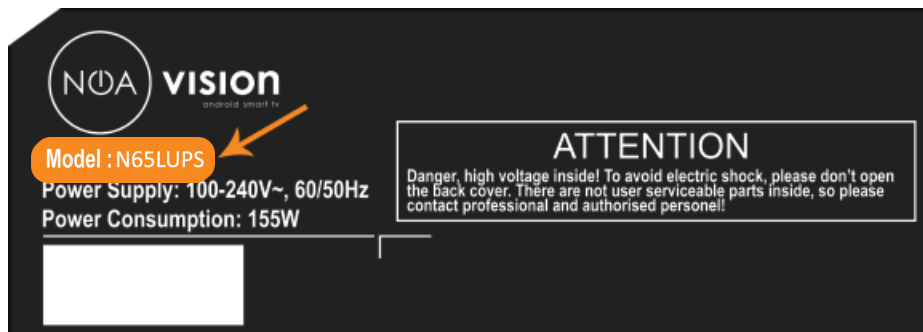 NOA VISION
android smart tv
Model : N65LUPS
Power Supply: 100-240V~, 60/50Hz
Power Consumption: 155W
ATTENTION
Danger, high voltage inside! To avoid electric shock, please don't open
the back cover. There are not user serviceable parts inside, so please
contact professional and authorised personel!